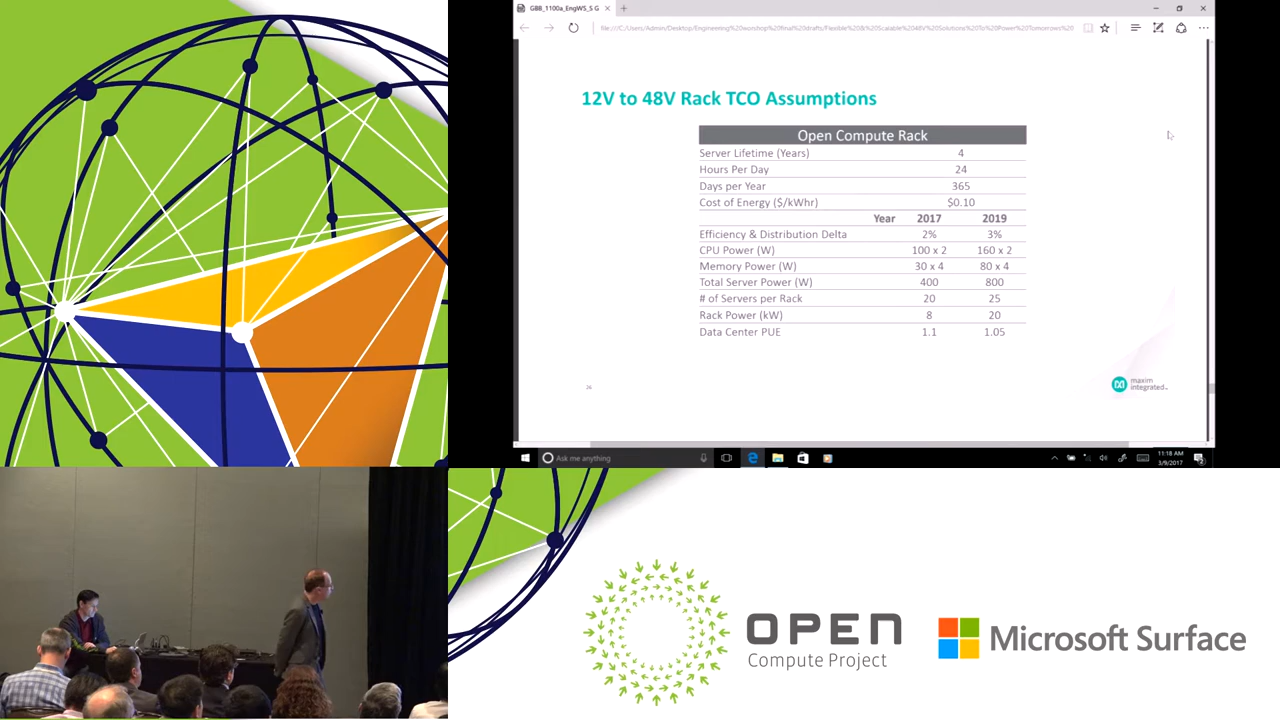 GBB_1100a_EngWS_S G
12V to 48V Rack TCO Assumptions
Open Compute Rack
Server Lifetime (Years) 4
Hours Per Day 24
Days per Year 365
Cost of Energy ($/kWhr) $0.10
Year 2017 2019
Efficiency & Distribution Delta 2% 3%
CPU Power (W) 100 x 2 160 x 2
Memory Power (W) 30 x 4 80 x 4
Total Server Power (W) 400 800
# of Servers per Rack 20 25
Rack Power (kW) 8 20
Data Center PUE 1.1 1.05
maxim
integrated
Ask me anything
11:18 AM
3/9/2017
OPEN
Compute Project
Microsoft Surface